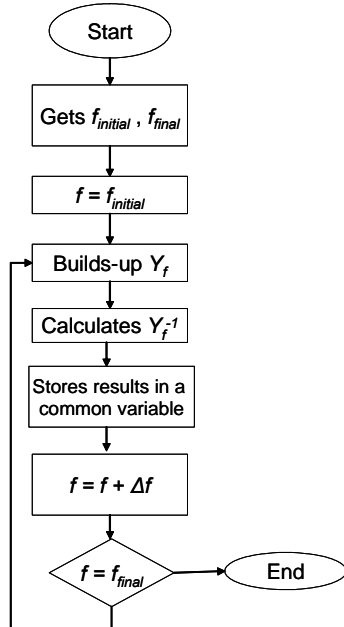 Start
Gets f_initial , f_final
f = f_initial
Builds-up Y_f
Calculates Y_f^-1
Stores results in a
common variable
f = f + Δf
f = f_final
End